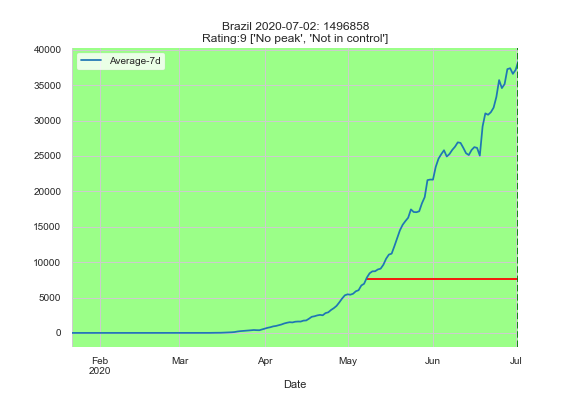 Brazil 2020-07-02: 1496858
Rating:9 ['No peak', 'Not in control']
40000
Average-7d
35000
30000
25000
20000
15000
10000
5000
0
Feb Mar Apr May Jun Jul
2020
Date